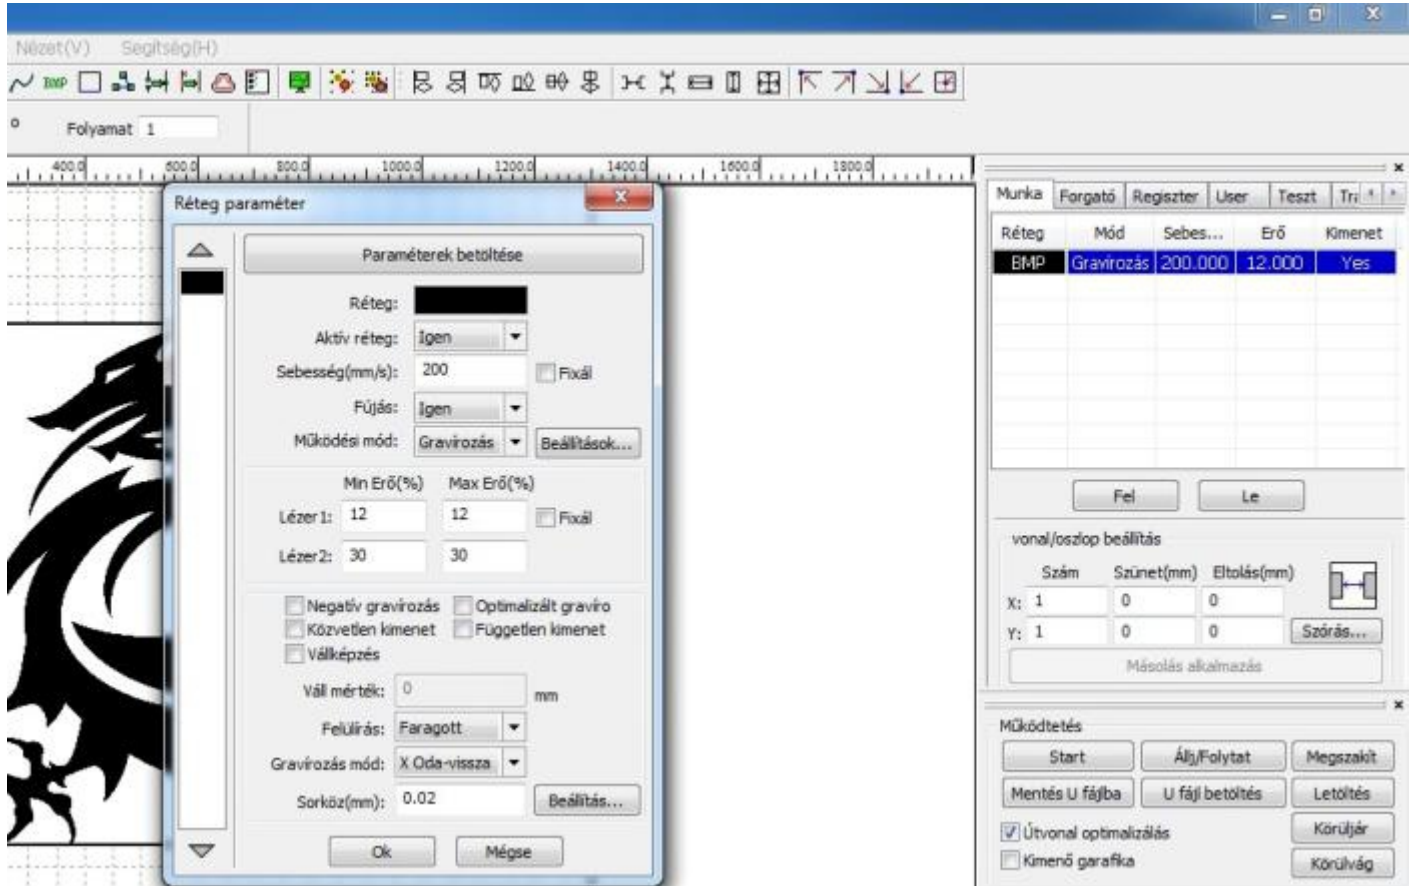 Nézet(V) Segítség(H)
BMP
Folyamat 1
400.0 600.0 800.0 1000.0 1200.0 1400.0 1600.0 1800.0
Réteg paraméter
Paraméterek betöltése
Réteg:
Aktív réteg: Igen
Sebesség(mm/s): 200 Fixál
Fújás: Igen
Működési mód: Gravírozás Beállítások...
Min Erő(%) Max Erő(%)
Lézer1: 12 12 Fixál
Lézer2: 30 30
Negatív gravírozás Optimalizált gravíro
Közvetlen kimenet Független kimenet
Vállképzés
Váll mérték: 0 mm
Felülírás: Faragott
Gravírozás mód: X Oda-vissza
Sorköz(mm): 0.02 Beállítás...
Ok Mégse
Munka Forgató Regiszter User Teszt Tra
Réteg Mód Sebes... Erő Kimenet
BMP Gravírozás 200.000 12.000 Yes
Fel Le
vonal/oszlop beállítás
Szám Szünet(mm) Eltolás(mm)
X: 1 0 0
Y: 1 0 0 Szórás...
Másolás alkalmazás
Működtetés
Start Állj/Folytat Megszakít
Mentés U fájlba U fájl betöltés Letöltés
Útvonal optimalizálás Körüljár
Kimenő garafika Körülvág